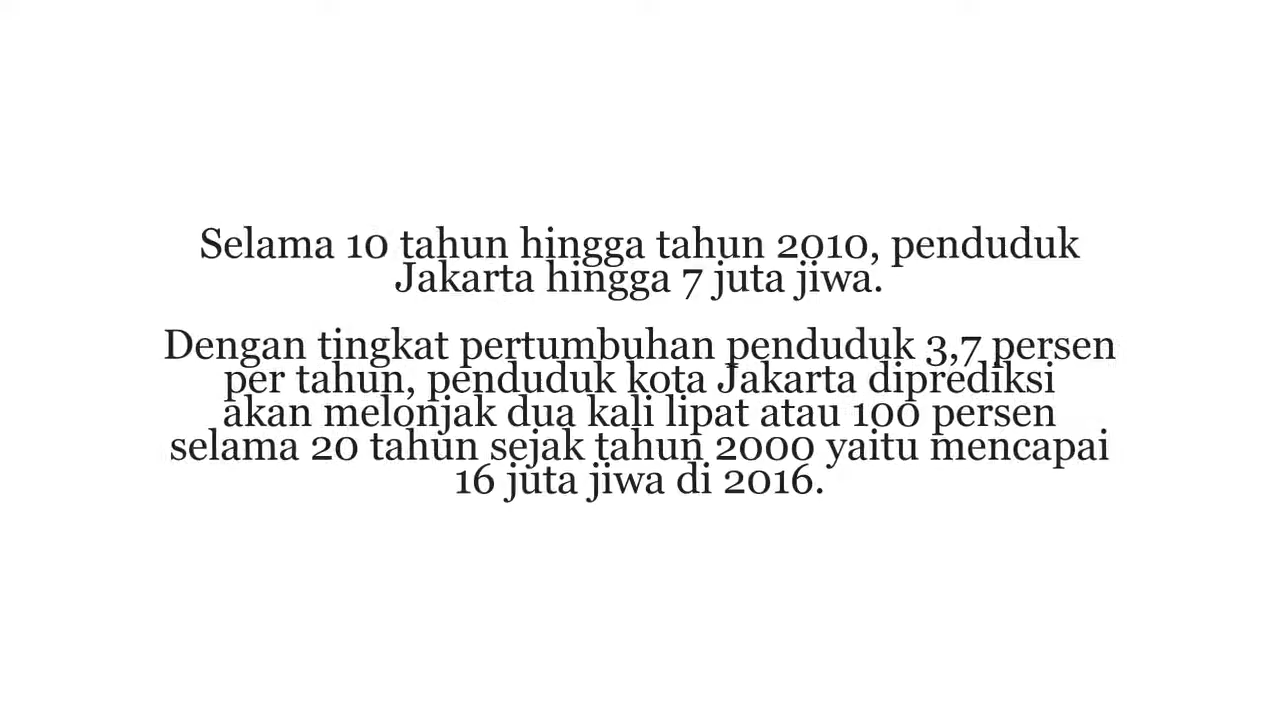 Selama 10 tahun hingga tahun 2010, penduduk
Jakarta hingga 7 juta jiwa.
Dengan tingkat pertumbuhan penduduk 3,7 persen
per tahun, penduduk kota Jakarta diprediksi
akan melonjak dua kali lipat atau 100 persen
selama 20 tahun sejak tahun 2000 yaitu mencapai
16 juta jiwa di 2016.